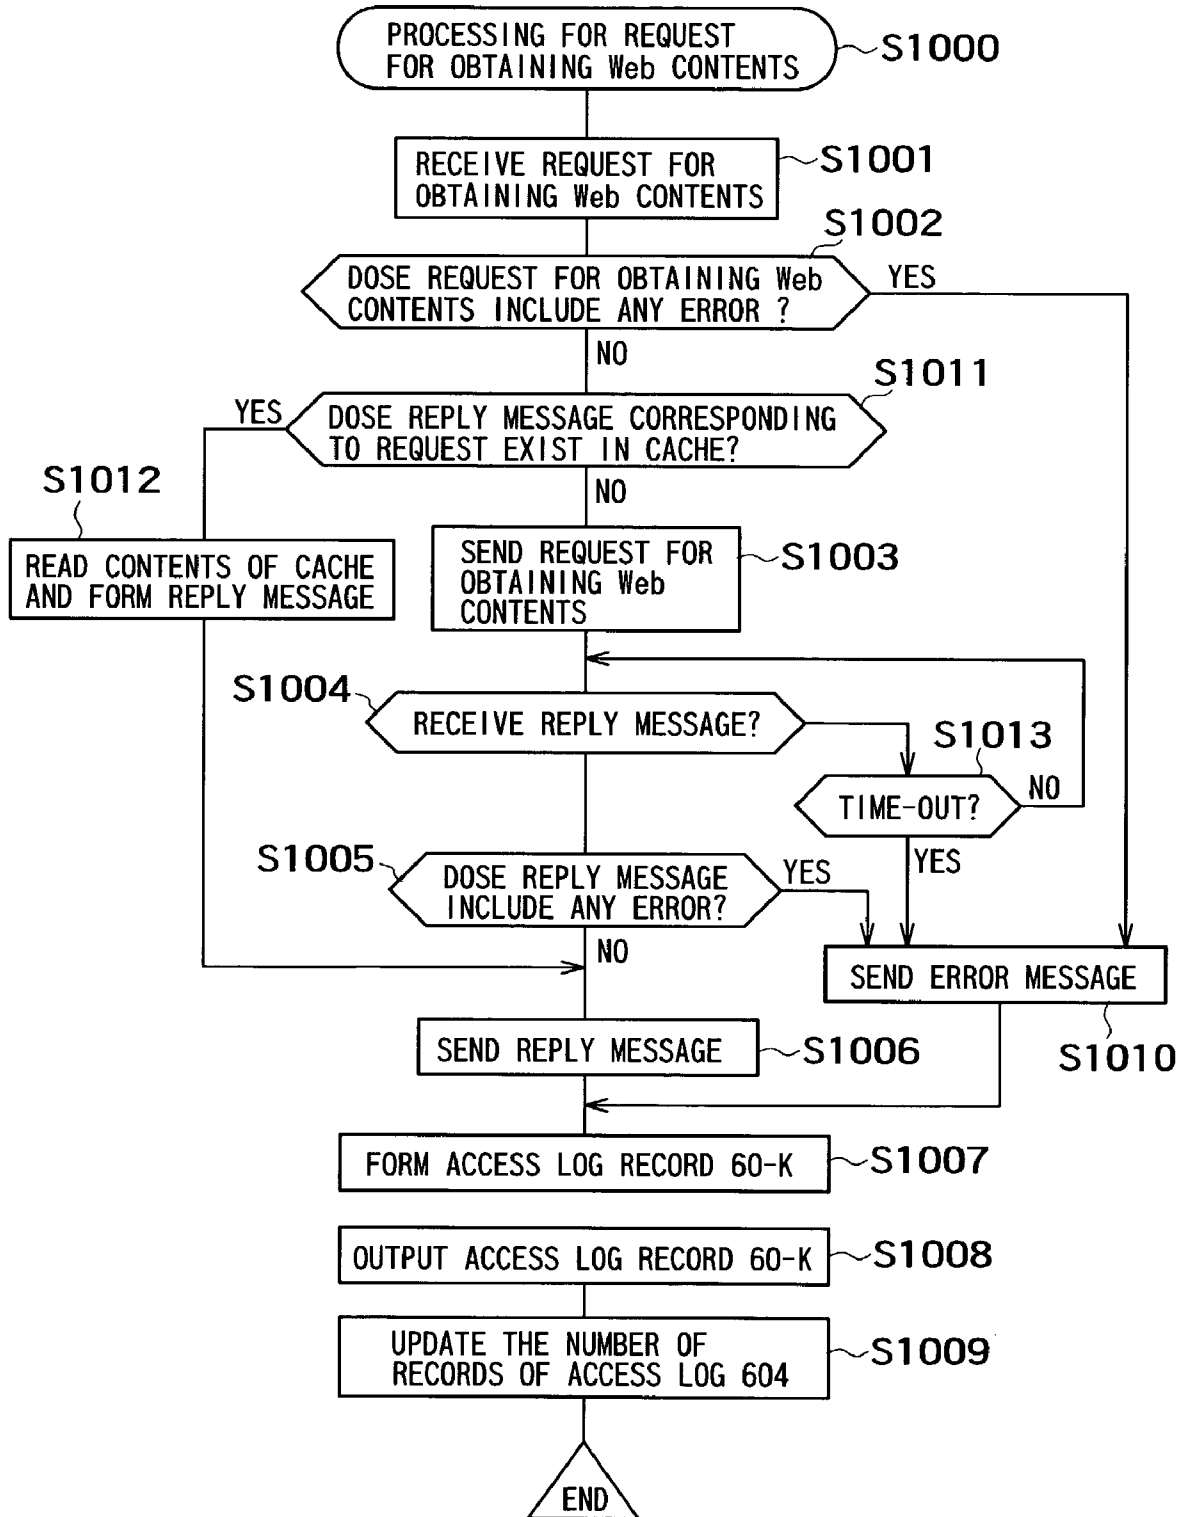 PROCESSING FOR REQUEST
FOR OBTAINING Web CONTENTS
S1000
RECEIVE REQUEST FOR
OBTAINING Web CONTENTS
S1001
S1002
DOSE REQUEST FOR OBTAINING Web
CONTENTS INCLUDE ANY ERROR ?
YES
NO
S1011
YES
DOSE REPLY MESSAGE CORRESPONDING
TO REQUEST EXIST IN CACHE?
NO
S1012
READ CONTENTS OF CACHE
AND FORM REPLY MESSAGE
SEND REQUEST FOR
OBTAINING Web
CONTENTS
S1003
S1004
RECEIVE REPLY MESSAGE?
S1013
TIME-OUT?
NO
YES
S1005
DOSE REPLY MESSAGE
INCLUDE ANY ERROR?
YES
NO
SEND ERROR MESSAGE
S1010
SEND REPLY MESSAGE
S1006
FORM ACCESS LOG RECORD 60-K
S1007
OUTPUT ACCESS LOG RECORD 60-K
S1008
UPDATE THE NUMBER OF
RECORDS OF ACCESS LOG 604
S1009
END